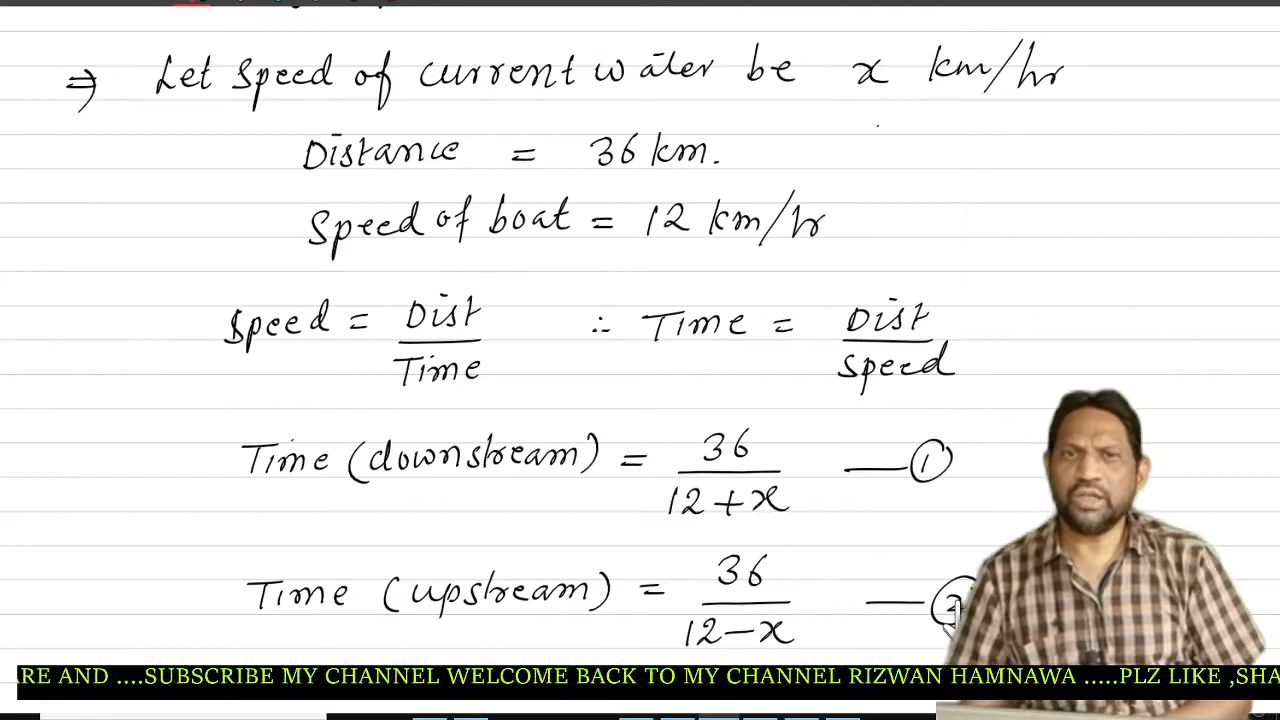 ⇒ Let Speed of current water be x km/hr
Distance = 36 km.
Speed of boat = 12 km/hr
Speed = Dist / Time ∴ Time = Dist / Speed
Time (downstream) = 36 / 12 + x —— ①
Time (upstream) = 36 / 12 - x —— ②
ARE AND ....SUBSCRIBE MY CHANNEL WELCOME BACK TO MY CHANNEL RIZWAN HAMNAWA .....PLZ LIKE ,SHA